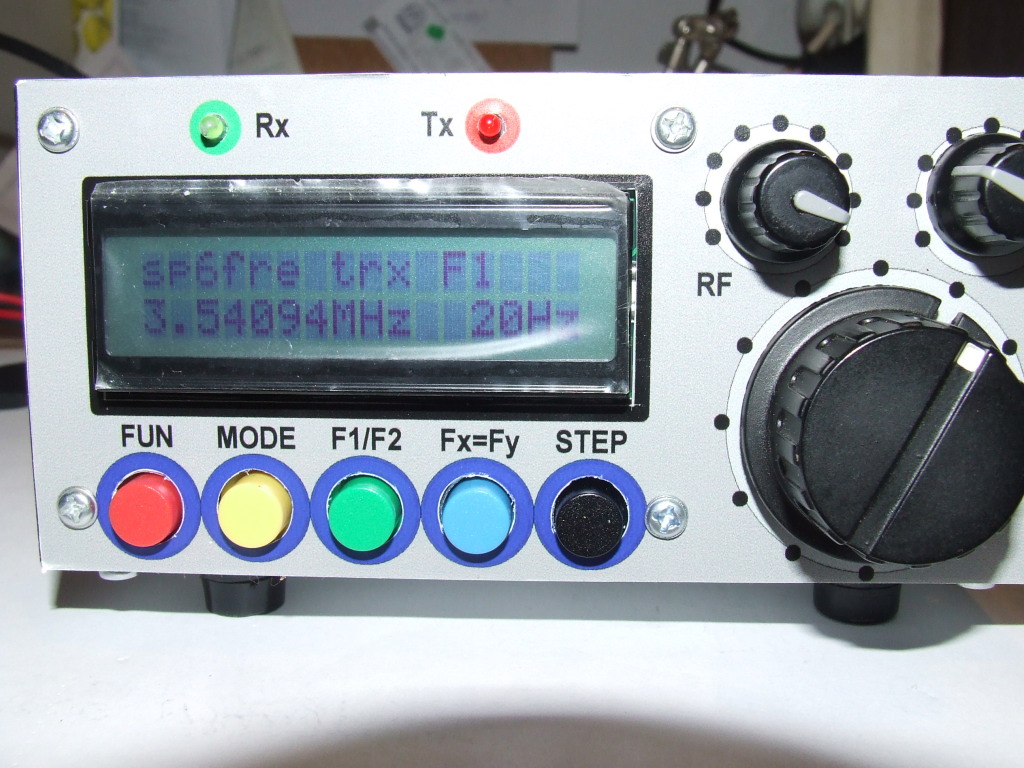 Rx
Tx
sp6fre trx F1
3.54094MHz 20Hz
RF
FUN
MODE
F1/F2
Fx=Fy
STEP